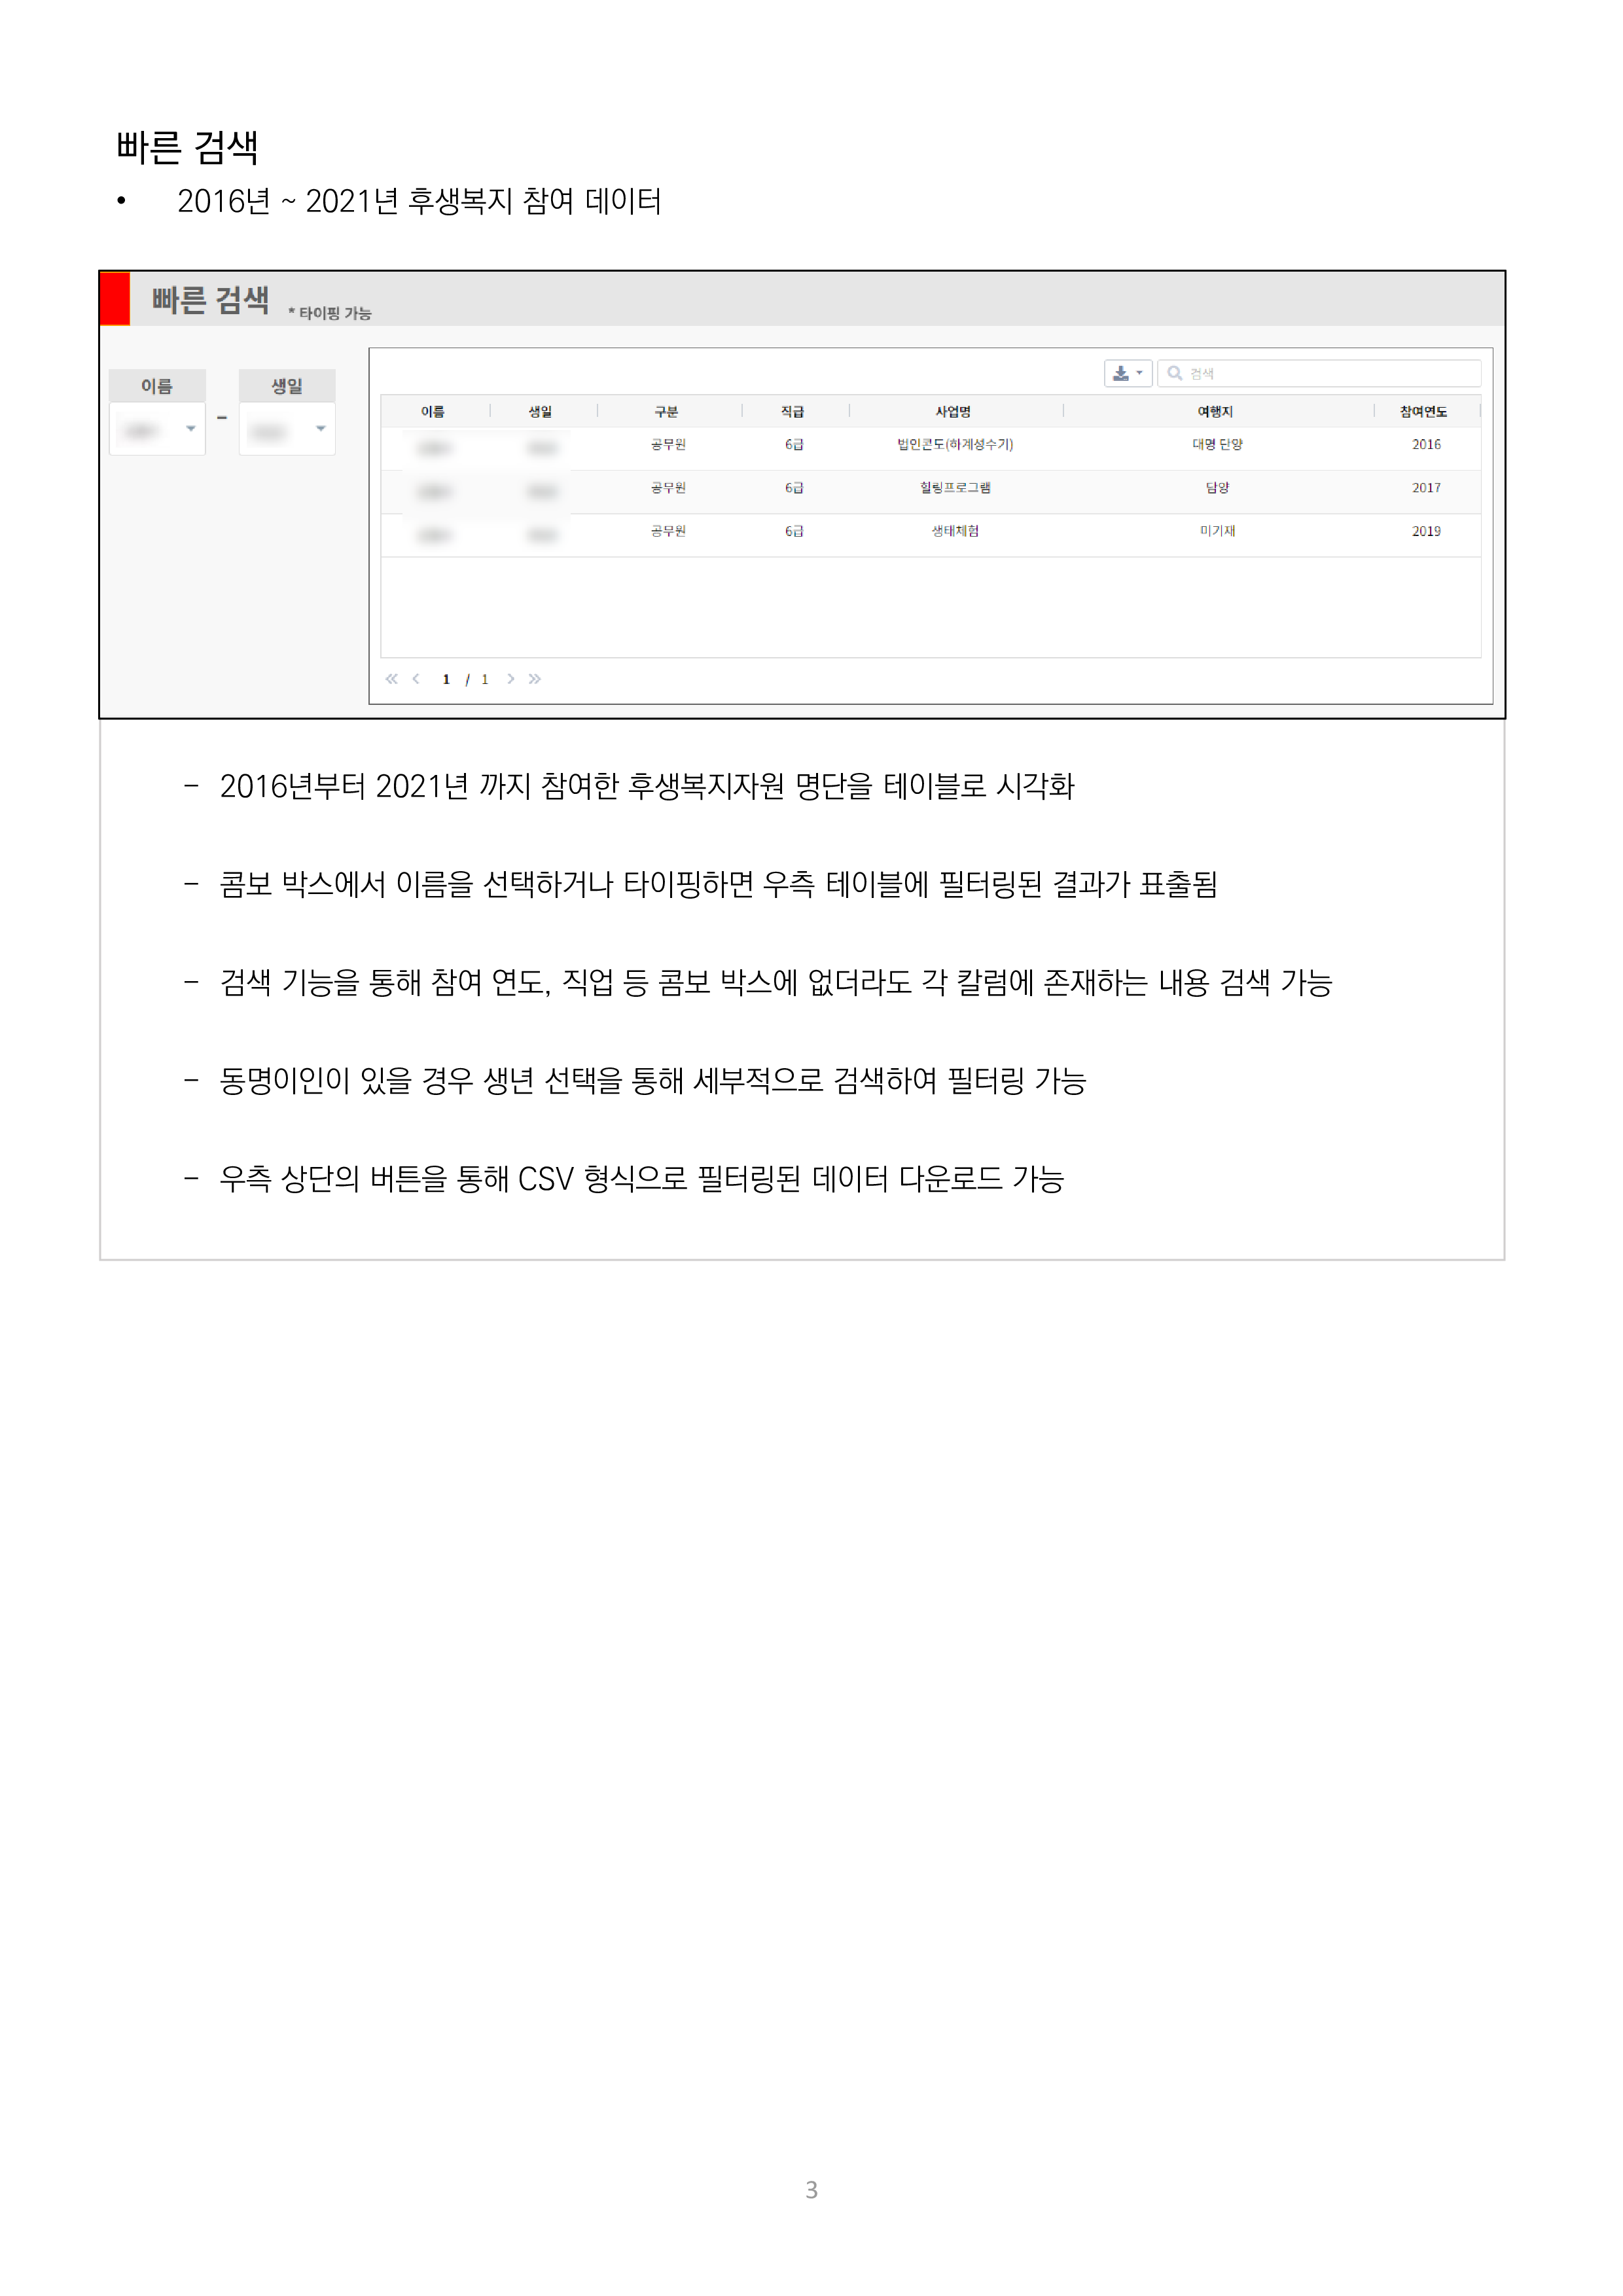 빠른 검색
• 2016년 ~ 2021년 후생복지 참여 데이터
빠른 검색 * 타이핑 가능
이름 - 생일
검색
이름 생일 구분 직급 사업명 여행지 참여연도
공무원 6급 법인콘도(하계성수기) 대명 단양 2016
공무원 6급 힐링프로그램 담양 2017
공무원 6급 생태체험 미기재 2019
1 / 1
- 2016년부터 2021년 까지 참여한 후생복지자원 명단을 테이블로 시각화
- 콤보 박스에서 이름을 선택하거나 타이핑하면 우측 테이블에 필터링된 결과가 표출됨
- 검색 기능을 통해 참여 연도, 직업 등 콤보 박스에 없더라도 각 칼럼에 존재하는 내용 검색 가능
- 동명이인이 있을 경우 생년 선택을 통해 세부적으로 검색하여 필터링 가능
- 우측 상단의 버튼을 통해 CSV 형식으로 필터링된 데이터 다운로드 가능
3